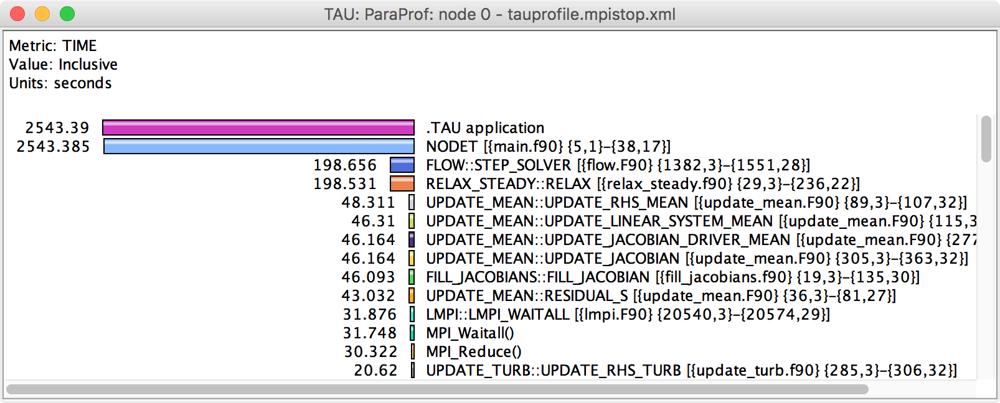 TAU: ParaProf: node 0 - tauprofile.mpistop.xml
Metric: TIME
Value: Inclusive
Units: seconds
2543.39 .TAU application
2543.385 NODET [{main.f90} {5,1}-{38,17}]
198.656 FLOW::STEP_SOLVER [{flow.F90} {1382,3}-{1551,28}]
198.531 RELAX_STEADY::RELAX [{relax_steady.f90} {29,3}-{236,22}]
48.311 UPDATE_MEAN::UPDATE_RHS_MEAN [{update_mean.F90} {89,3}-{107,32}]
46.31 UPDATE_MEAN::UPDATE_LINEAR_SYSTEM_MEAN [{update_mean.F90} {115,3
46.164 UPDATE_MEAN::UPDATE_JACOBIAN_DRIVER_MEAN [{update_mean.F90} {277
46.164 UPDATE_MEAN::UPDATE_JACOBIAN [{update_mean.F90} {305,3}-{363,32}]
46.093 FILL_JACOBIANS::FILL_JACOBIAN [{fill_jacobians.f90} {19,3}-{135,30}]
43.032 UPDATE_MEAN::RESIDUAL_S [{update_mean.F90} {36,3}-{81,27}]
31.876 LMPI::LMPI_WAITALL [{lmpi.F90} {20540,3}-{20574,29}]
31.748 MPI_Waitall()
30.322 MPI_Reduce()
20.62 UPDATE_TURB::UPDATE_RHS_TURB [{update_turb.f90} {285,3}-{306,32}]